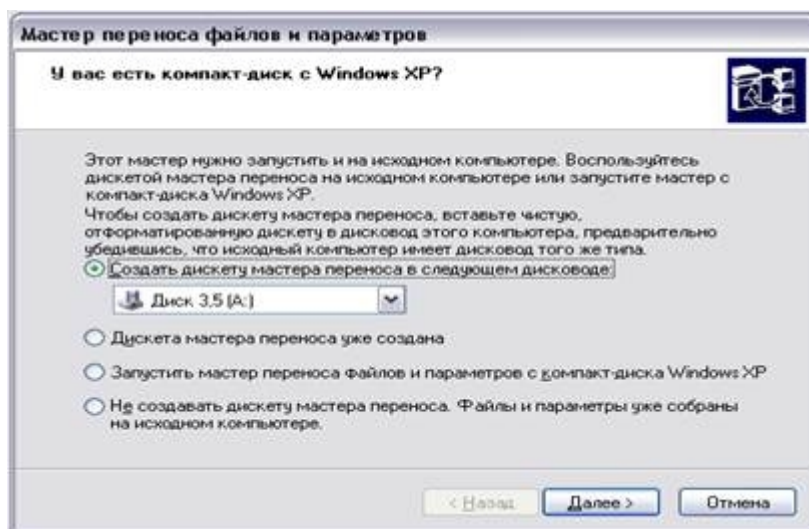 Мастер переноса файлов и параметров
У вас есть компакт-диск с Windows XP?
Этот мастер нужно запустить и на исходном компьютере. Воспользуйтесь
дискетой мастера переноса на исходном компьютере или запустите мастер с
компакт-диска Windows XP.
Чтобы создать дискету мастера переноса, вставьте чистую,
отформатированную дискету в дисковод этого компьютера, предварительно
убедившись, что исходный компьютер имеет дисковод того же типа.
Создать дискету мастера переноса в следующем дисководе:
Диск 3,5 (A:)
Дискета мастера переноса уже создана
Запустить мастер переноса файлов и параметров с компакт-диска Windows XP
Не создавать дискету мастера переноса. Файлы и параметры уже собраны
на исходном компьютере.
< Назад Далее > Отмена